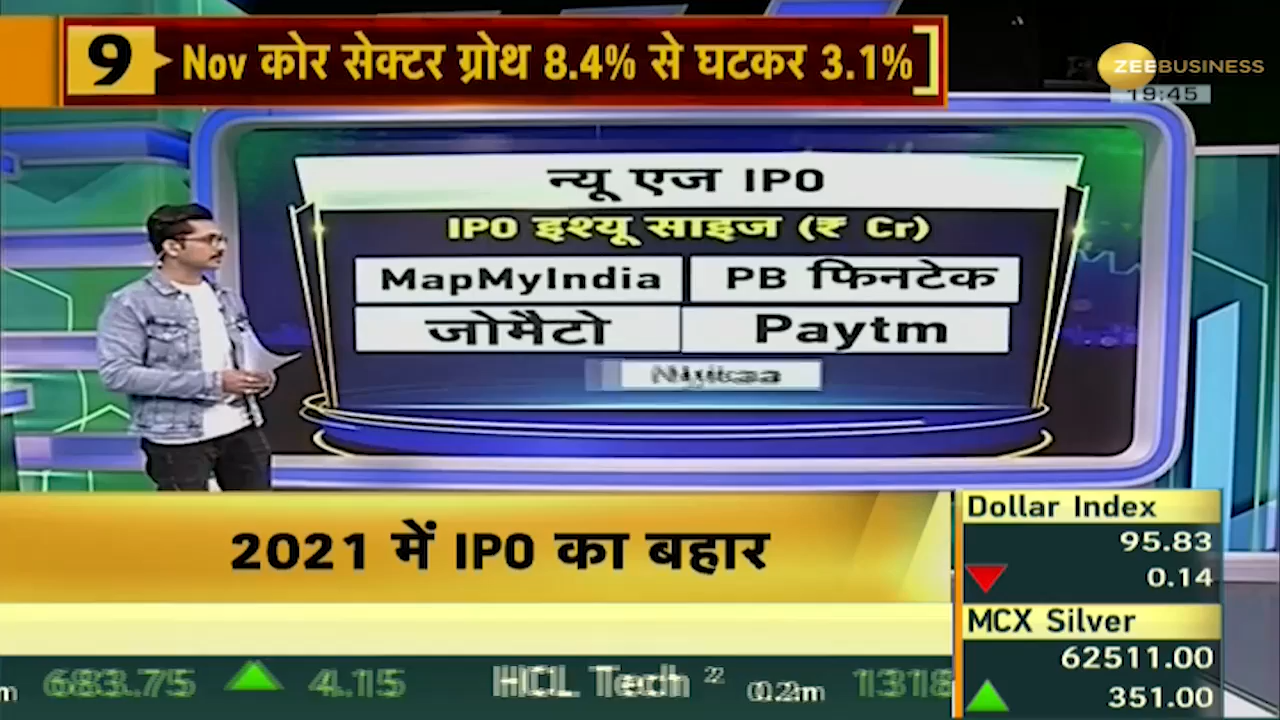 9 Nov कोर सेक्टर ग्रोथ 8.4% से घटकर 3.1%
ZEEBUSINESS
19:45
न्यू एज IPO
IPO इश्यू साइज (₹ Cr)
MapMyIndia PB फिनटेक
जोमैटो Paytm
Nykaa
2021 में IPO का बहार
Dollar Index
95.83
0.14
MCX Silver
62511.00
351.00
683.75 4.15 HCL Tech 1318